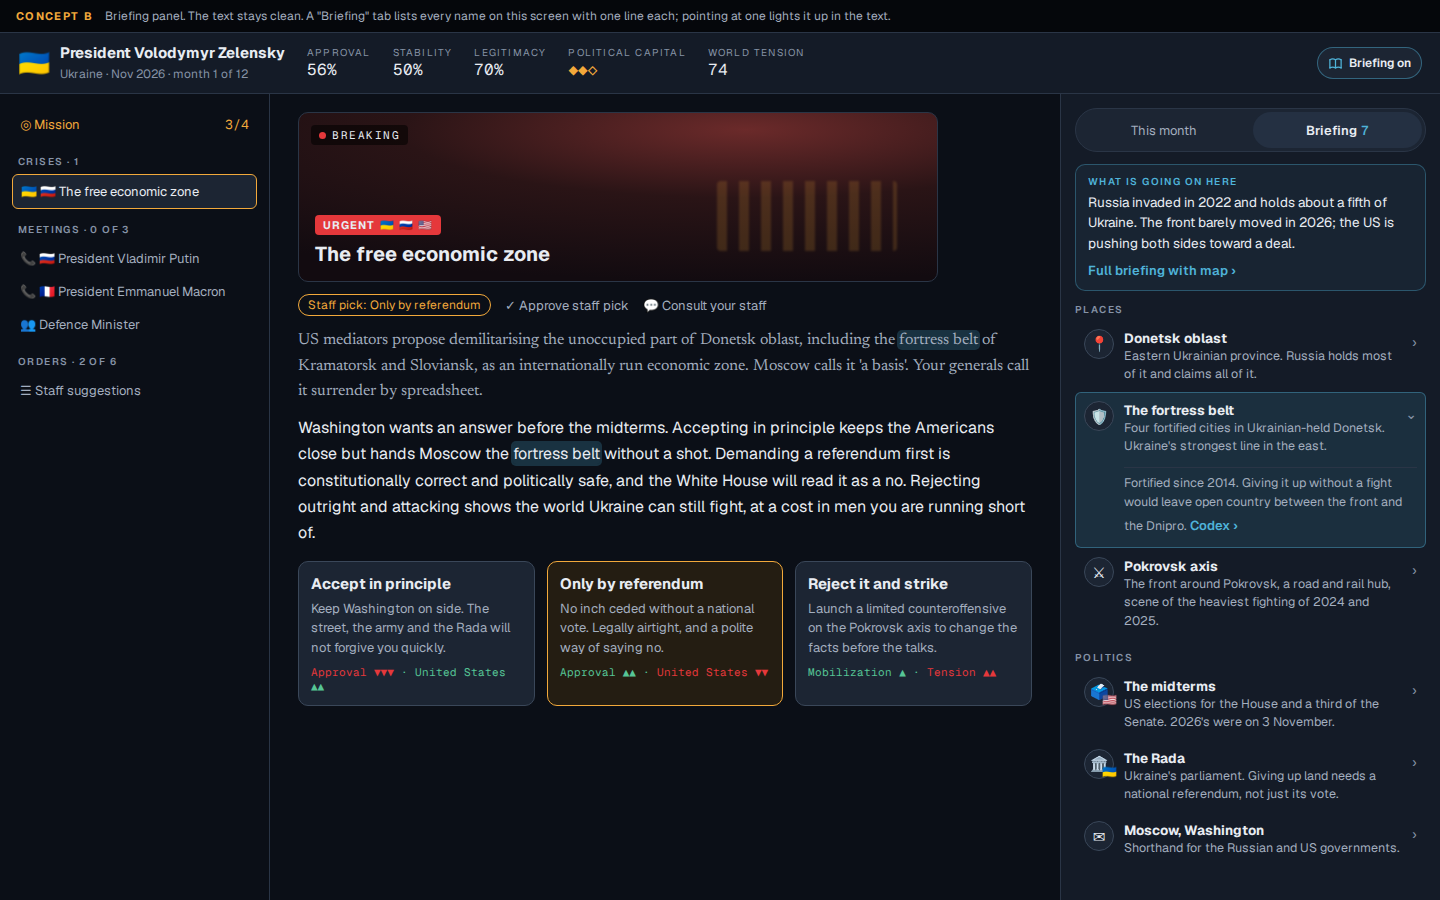 CONCEPT B Briefing panel. The text stays clean. A "Briefing" tab lists every name on this screen with one line each; pointing at one lights it up in the text.
President Volodymyr Zelensky
Ukraine · Nov 2026 · month 1 of 12
APPROVAL
56%
STABILITY
50%
LEGITIMACY
70%
POLITICAL CAPITAL
◆◆◇
WORLD TENSION
74
Briefing on
Mission 3/4
CRISES · 1
The free economic zone
MEETINGS · 0 OF 3
President Vladimir Putin
President Emmanuel Macron
Defence Minister
ORDERS · 2 OF 6
☰ Staff suggestions
BREAKING
URGENT
The free economic zone
Staff pick: Only by referendum ✓ Approve staff pick Consult your staff
US mediators propose demilitarising the unoccupied part of Donetsk oblast, including the fortress belt of
Kramatorsk and Sloviansk, as an internationally run economic zone. Moscow calls it 'a basis'. Your generals call
it surrender by spreadsheet.
Washington wants an answer before the midterms. Accepting in principle keeps the Americans
close but hands Moscow the fortress belt without a shot. Demanding a referendum first is
constitutionally correct and politically safe, and the White House will read it as a no. Rejecting
outright and attacking shows the world Ukraine can still fight, at a cost in men you are running short
of.
Accept in principle
Keep Washington on side. The
street, the army and the Rada will
not forgive you quickly.
Approval ▼▼▼ · United States
▲▲
Only by referendum
No inch ceded without a national
vote. Legally airtight, and a polite
way of saying no.
Approval ▲▲ · United States ▼▼
Reject it and strike
Launch a limited counteroffensive
on the Pokrovsk axis to change the
facts before the talks.
Mobilization ▲ · Tension ▲▲
This month
Briefing 7
WHAT IS GOING ON HERE
Russia invaded in 2022 and holds about a fifth of
Ukraine. The front barely moved in 2026; the US is
pushing both sides toward a deal.
Full briefing with map ›
PLACES
Donetsk oblast
Eastern Ukrainian province. Russia holds most
of it and claims all of it.
The fortress belt
Four fortified cities in Ukrainian-held Donetsk.
Ukraine's strongest line in the east.
Fortified since 2014. Giving it up without a fight
would leave open country between the front and
the Dnipro. Codex ›
Pokrovsk axis
The front around Pokrovsk, a road and rail hub,
scene of the heaviest fighting of 2024 and
2025.
POLITICS
The midterms
US elections for the House and a third of the
Senate. 2026's were on 3 November.
The Rada
Ukraine's parliament. Giving up land needs a
national referendum, not just its vote.
Moscow, Washington
Shorthand for the Russian and US governments.